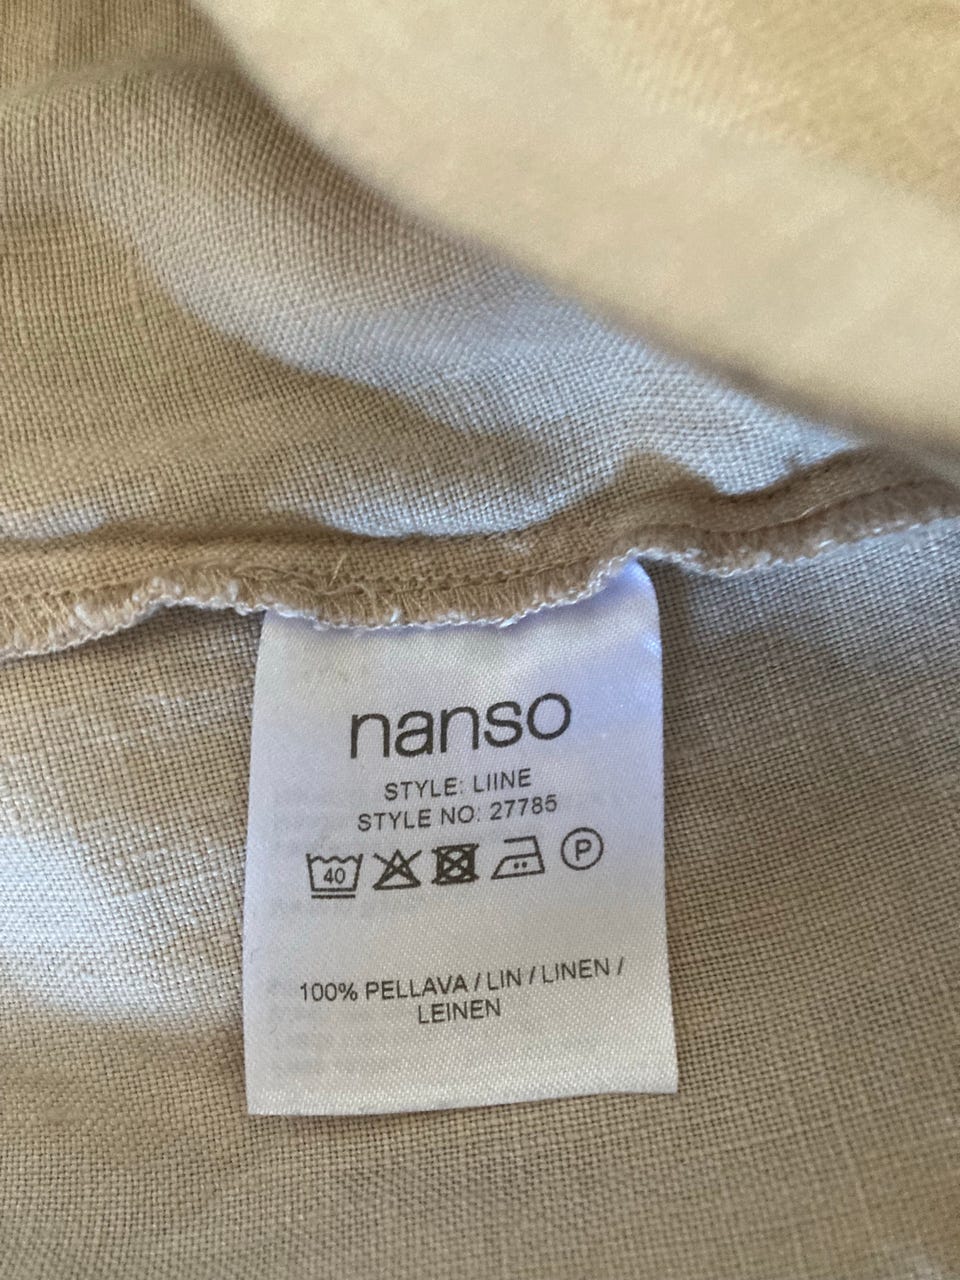 nanso
STYLE: LIINE
STYLE NO: 27785
40 P
100% PELLAVA / LIN / LINEN /
LEINEN